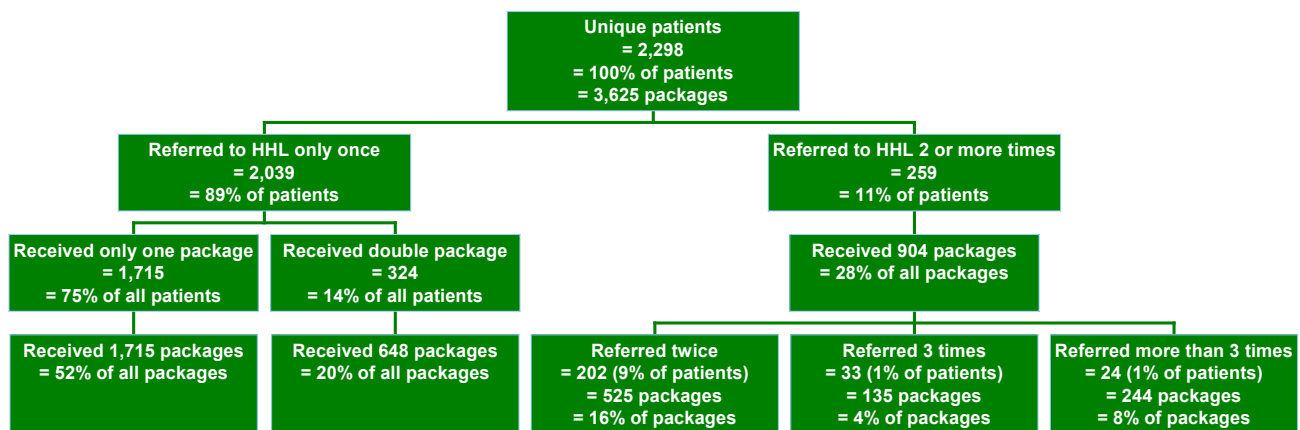 Unique patients
= 2,298
= 100% of patients
= 3,625 packages
Referred to HHL only once
= 2,039
= 89% of patients
Referred to HHL 2 or more times
= 259
= 11% of patients
Received only one package
= 1,715
= 75% of all patients
Received double package
= 324
= 14% of all patients
Received 904 packages
= 28% of all packages
Received 1,715 packages
= 52% of all packages
Received 648 packages
= 20% of all packages
Referred twice
= 202 (9% of patients)
= 525 packages
= 16% of packages
Referred 3 times
= 33 (1% of patients)
= 135 packages
= 4% of packages
Referred more than 3 times
= 24 (1% of patients)
= 244 packages
= 8% of packages